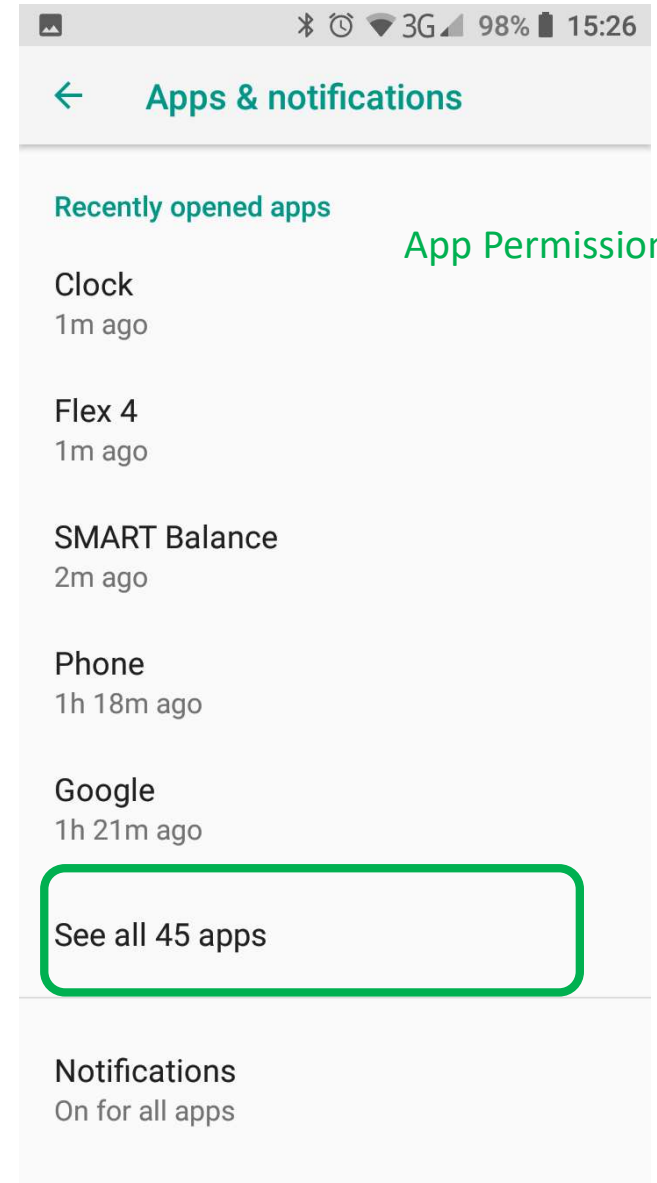 3G 98% 15:26
Apps & notifications
Recently opened apps
App Permission
Clock
1m ago
Flex 4
1m ago
SMART Balance
2m ago
Phone
1h 18m ago
Google
1h 21m ago
See all 45 apps
Notifications
On for all apps